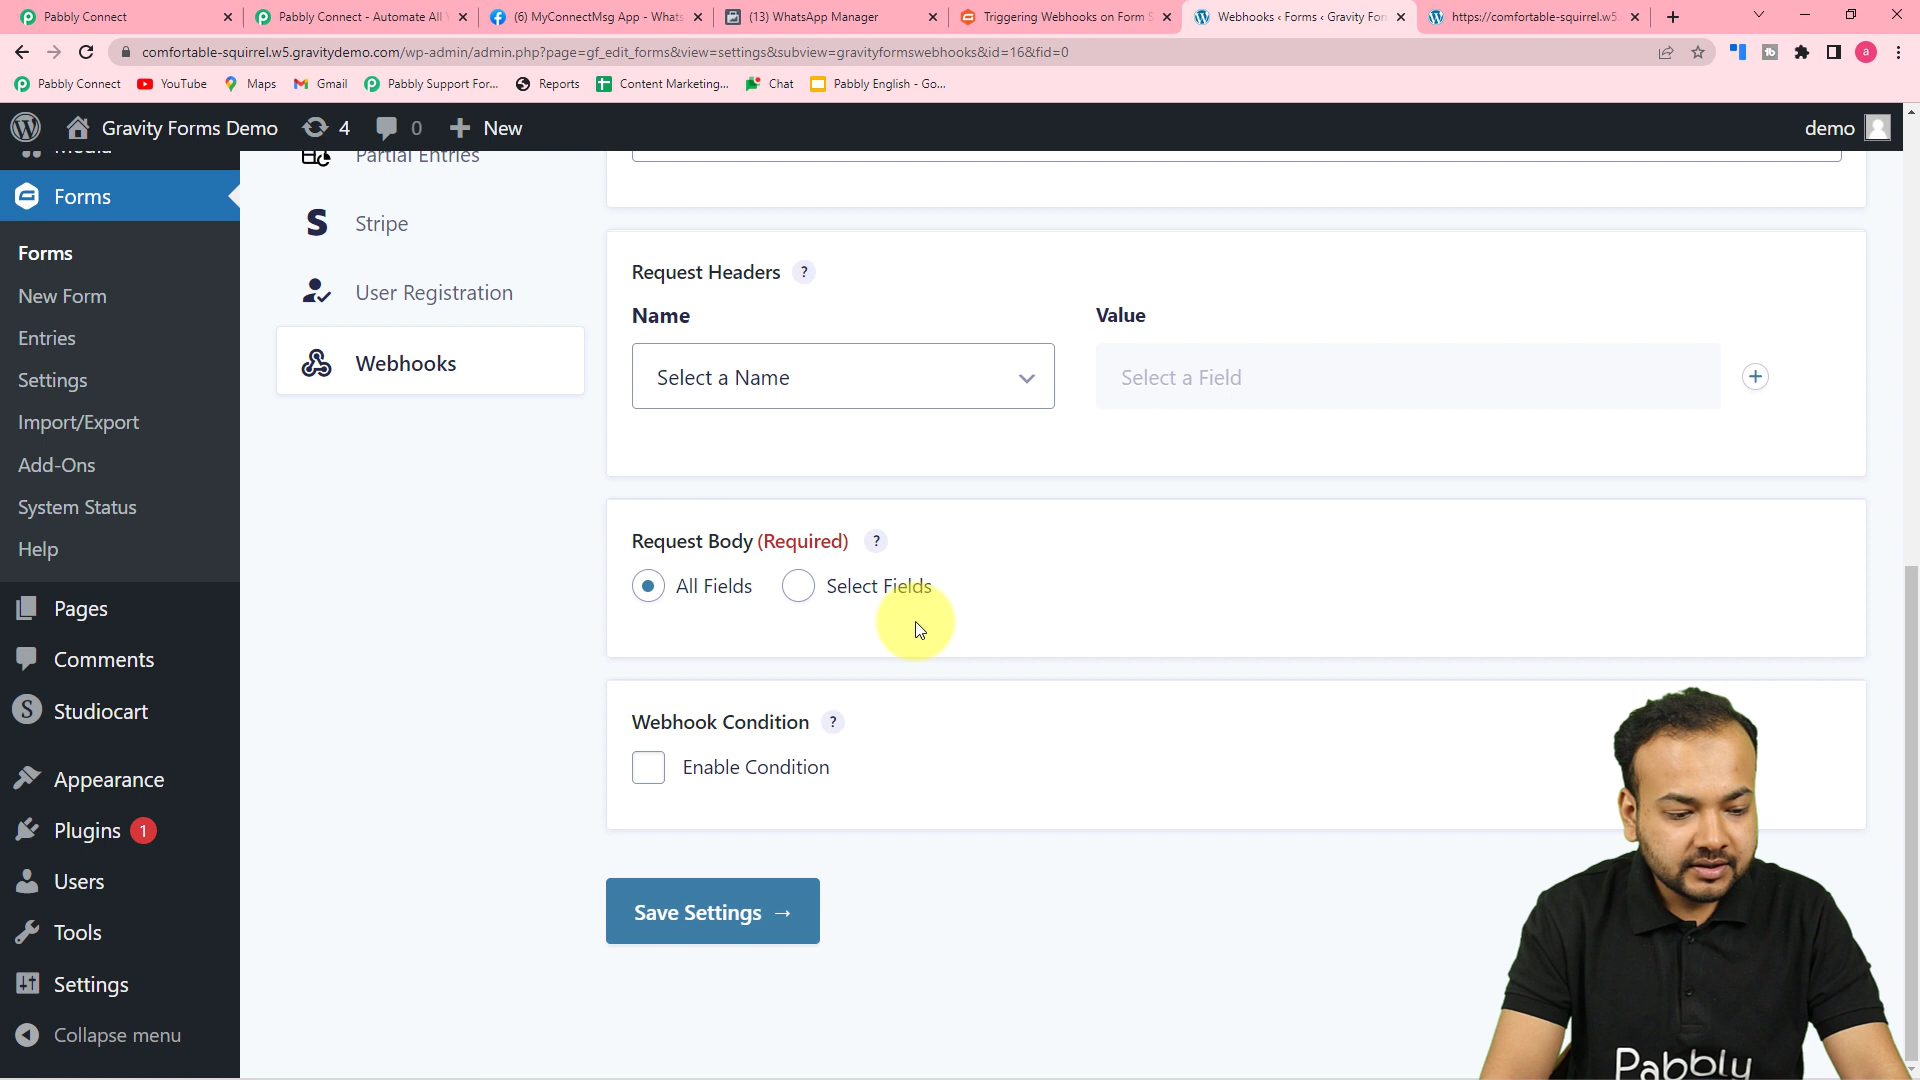 Pabbly Connect
Pabbly Connect - Automate All
(6) MyConnectMsg App - Whats
(13) WhatsApp Manager
Triggering Webhooks on Form S
Webhooks ‹ Forms ‹ Gravity For
https://comfortable-squirrel.w5.
comfortable-squirrel.w5.gravitydemo.com/wp-admin/admin.php?page=gf_edit_forms&view=settings&subview=gravityformswebhooks&id=16&fid=0
a
Pabbly Connect
YouTube
Maps
Gmail
Pabbly Support For...
Reports
Content Marketing...
Chat
Pabbly English - Go...
Gravity Forms Demo
4
0
New
demo
Media
Forms
Forms
New Form
Entries
Settings
Import/Export
Add-Ons
System Status
Help
Pages
Comments
Studiocart
Appearance
Plugins 1
Users
Tools
Settings
Collapse menu
Partial Entries
Stripe
User Registration
Webhooks
Request Headers ?
Name
Value
Select a Name
Select a Field
Request Body (Required) ?
All Fields
Select Fields
Webhook Condition ?
Enable Condition
Save Settings →
Pabbly